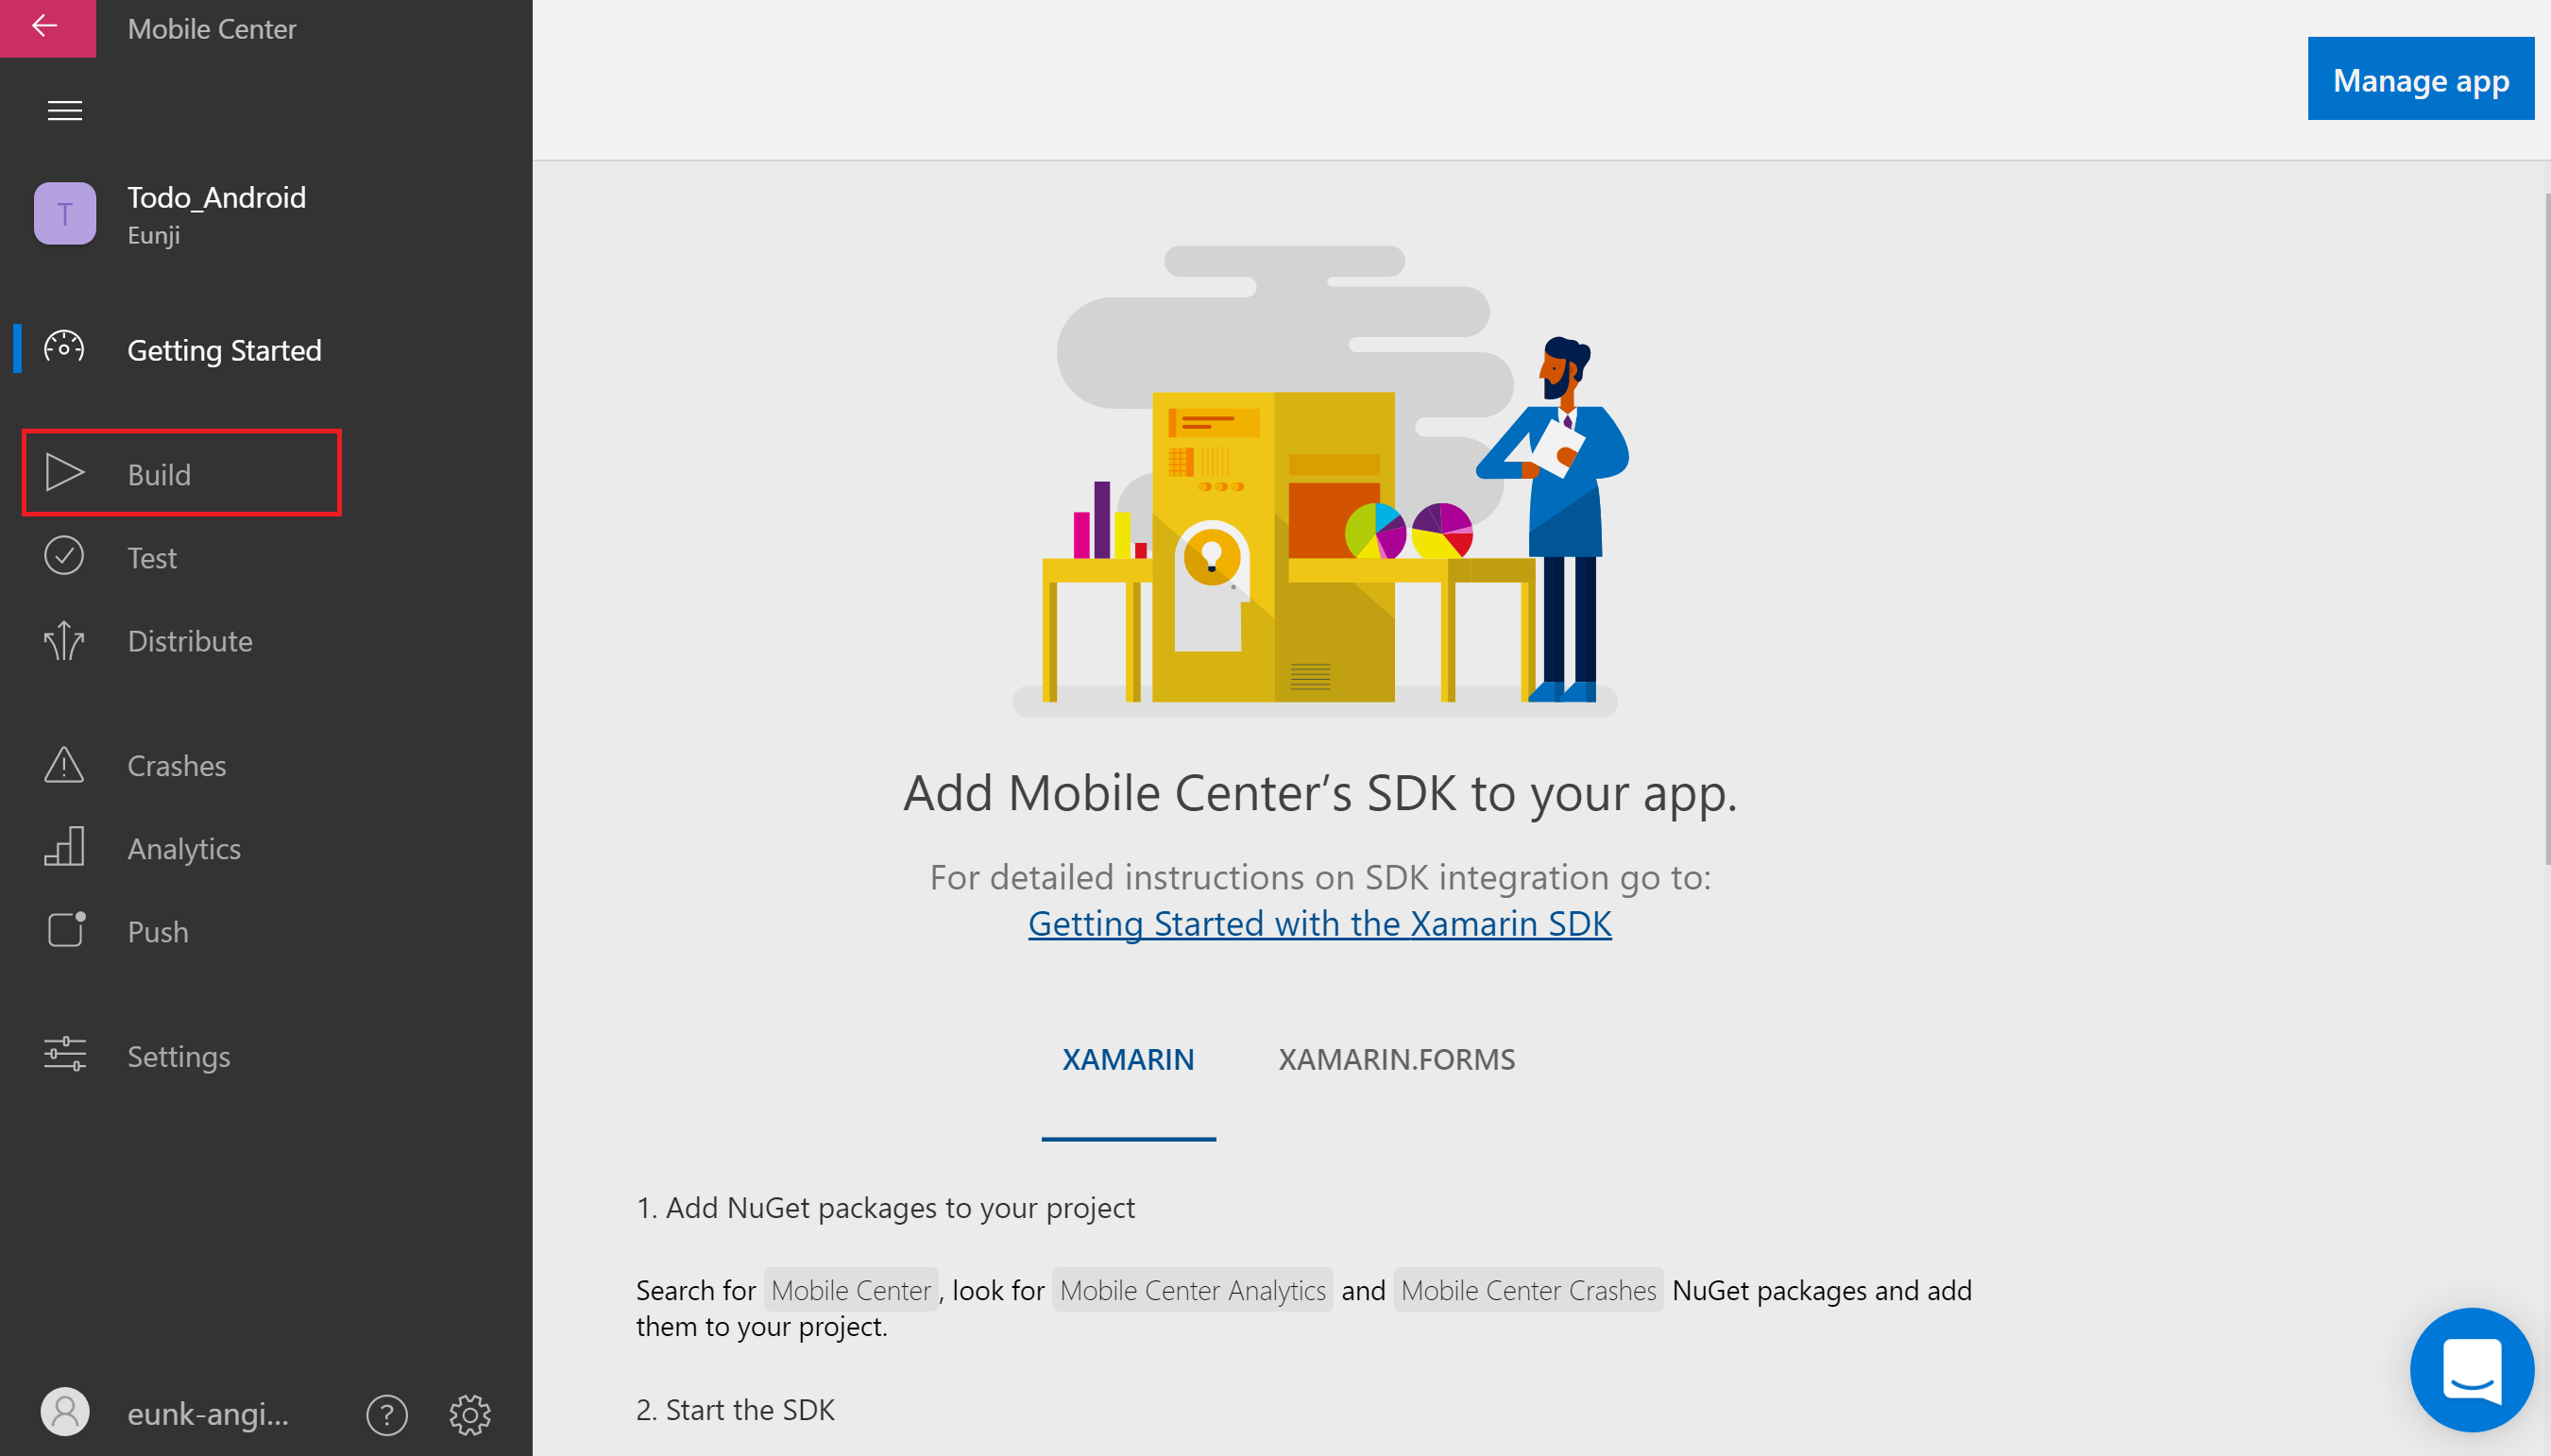 Mobile Center
Manage app
T
Todo_Android
Eunji
Getting Started
Build
Test
Distribute
Crashes
Analytics
Push
Settings
eunk-angi...
?
Add Mobile Center’s SDK to your app.
For detailed instructions on SDK integration go to:
Getting Started with the Xamarin SDK
XAMARIN XAMARIN.FORMS
1. Add NuGet packages to your project
Search for Mobile Center, look for Mobile Center Analytics and Mobile Center Crashes NuGet packages and add
them to your project.
2. Start the SDK